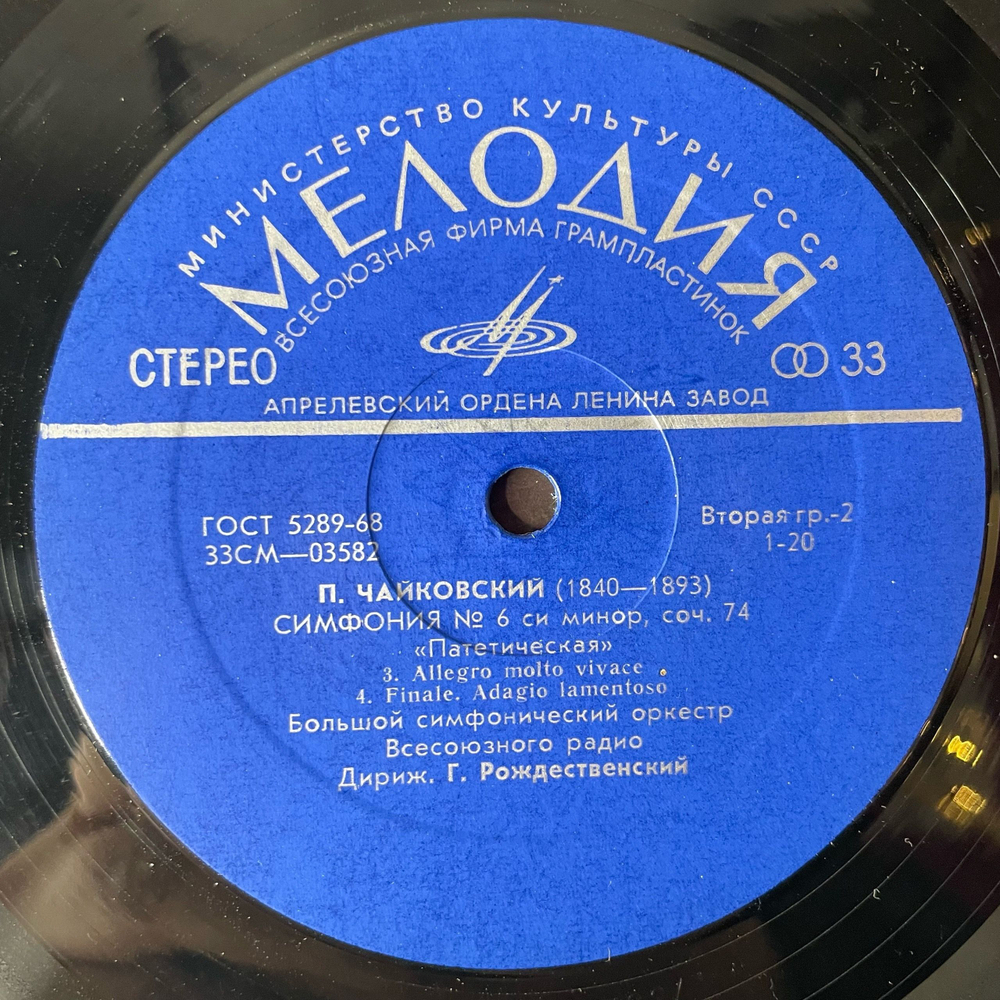 МИНИСТЕРСТВО КУЛЬТУРЫ СССР
МЕЛОДИЯ
ВСЕСОЮЗНАЯ ФИРМА ГРАМПЛАСТИНОК
СТЕРЕО
33
АПРЕЛЕВСКИЙ ОРДЕНА ЛЕНИНА ЗАВОД
ГОСТ 5289-68
Вторая гр.-2
33СМ—03582
1-20
П. ЧАЙКОВСКИЙ (1840—1893)
СИМФОНИЯ № 6 си минор, соч. 74
«Патетическая»
3. Allegro molto vivace
4. Finale. Adagio lamentoso
Большой симфонический оркестр
Всесоюзного радио
Дириж. Г. Рождественский